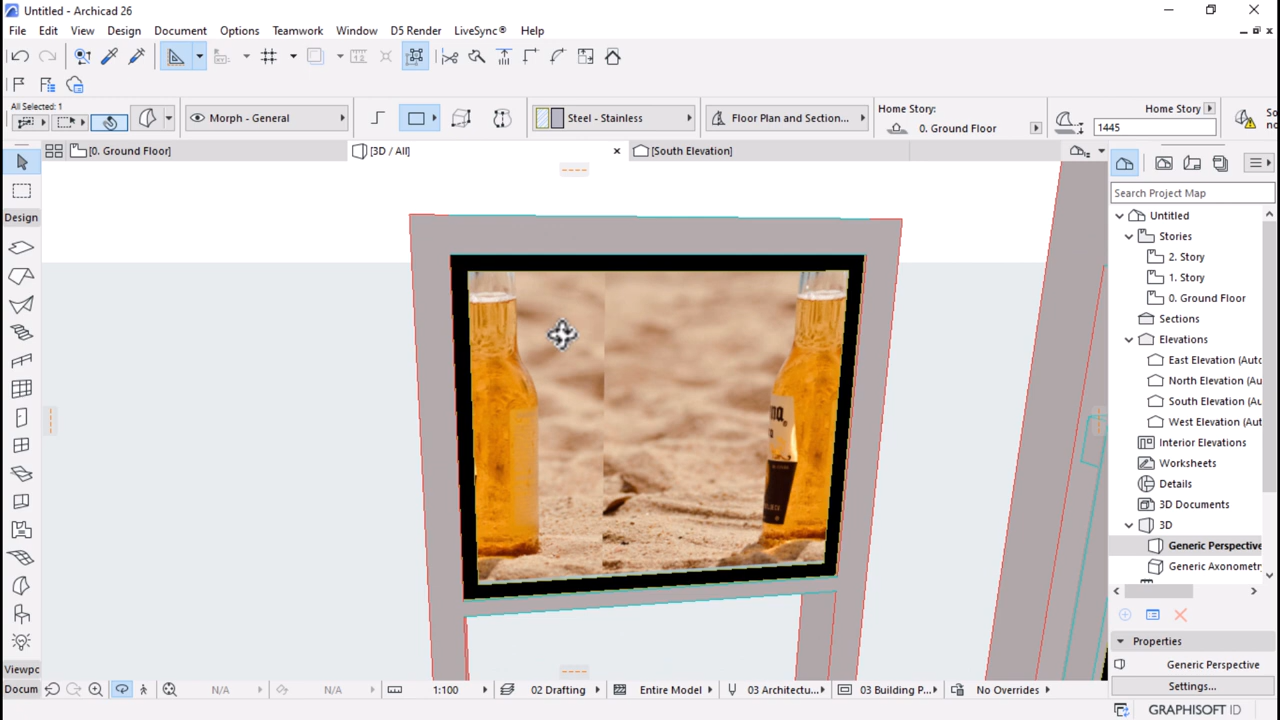 Untitled - Archicad 26
File Edit View Design Document Options Teamwork Window D5 Render LiveSync® Help
All Selected: 1
Morph - General
Steel - Stainless
Floor Plan and Section...
Home Story:
0. Ground Floor
Home Story
1445
So
no
[0. Ground Floor]
[3D / All]
[South Elevation]
Design
Search Project Map
Untitled
Stories
2. Story
1. Story
0. Ground Floor
Sections
Elevations
East Elevation (Au
North Elevation (Au
South Elevation (Au
West Elevation (Au
Interior Elevations
Worksheets
Details
3D Documents
3D
Generic Perspective
Generic Axonometr
Properties
Generic Perspective
Settings...
Viewpc
Docum
N/A
N/A
1:100
02 Drafting
Entire Model
03 Architectu...
03 Building P...
No Overrides
GRAPHISOFT ID